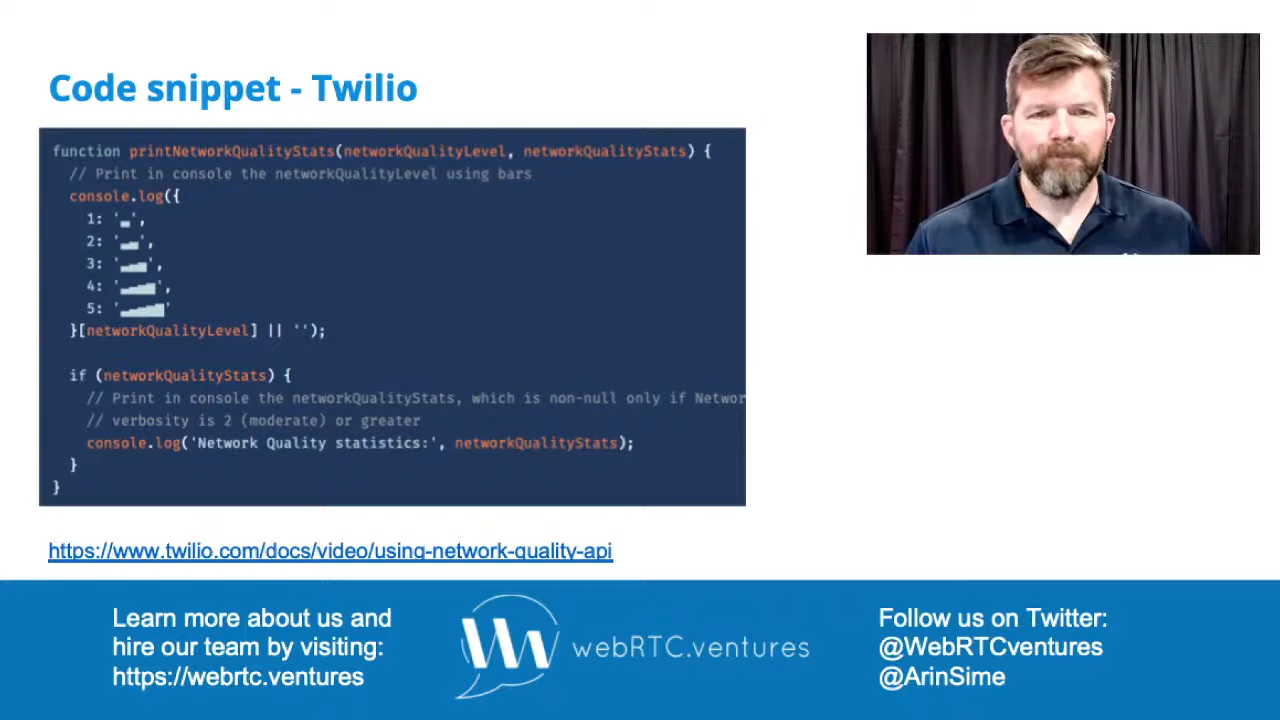 Code snippet - Twilio
function printNetworkQualityStats(networkQualityLevel, networkQualityStats) {
// Print in console the networkQualityLevel using bars
console.log({
1: '▃',
2: '▃▄',
3: '▃▄▅',
4: '▃▄▅▆',
5: '▃▄▅▆▇'
}[networkQualityLevel] || '');
if (networkQualityStats) {
// Print in console the networkQualityStats, which is non-null only if Networ
// verbosity is 2 (moderate) or greater
console.log('Network Quality statistics:', networkQualityStats);
}
}
https://www.twilio.com/docs/video/using-network-quality-api
Learn more about us and
hire our team by visiting:
https://webrtc.ventures
webRTC.ventures
Follow us on Twitter:
@WebRTCventures
@ArinSime